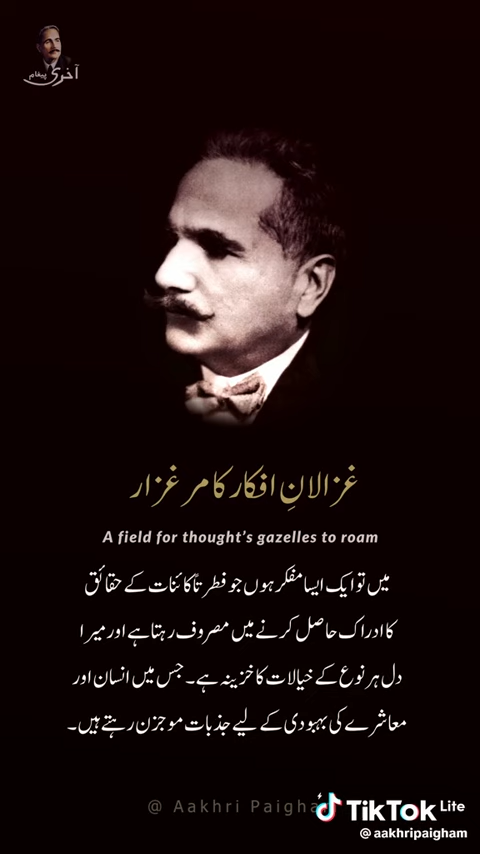 آخری پیغام
غزالانِ افکار کا مرغزار
A field for thought's gazelles to roam
میں تو ایک ایسا مفکر ہوں جو فطرتاً کائنات کے حقائق
کا ادراک حاصل کرنے میں مصروف رہتا ہے اور میرا
دل ہر نوع کے خیالات کا خزینہ ہے۔ جس میں انسان اور
معاشرے کی بہبودی کے لیے جذبات موجزن رہتے ہیں۔
@ Aakhri Paigha
TikTok Lite
@aakhripaigham